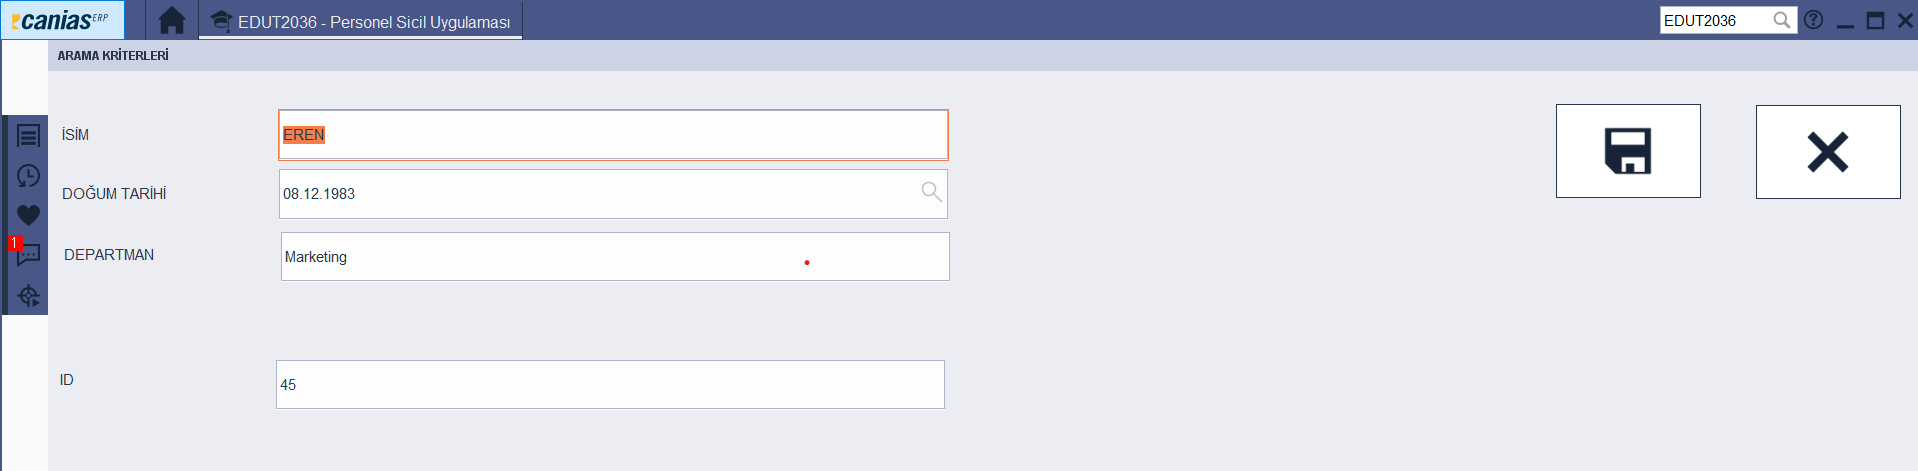 canias ERP
EDUT2036 - Personel Sicil Uygulaması
EDUT2036
ARAMA KRİTERLERİ
İSİM
EREN
DOĞUM TARİHİ
08.12.1983
1
DEPARTMAN
Marketing
ID
45